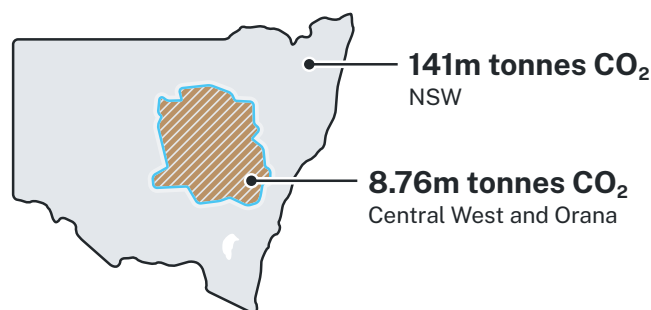 141m tonnes CO₂
NSW
8.76m tonnes CO₂
Central West and Orana